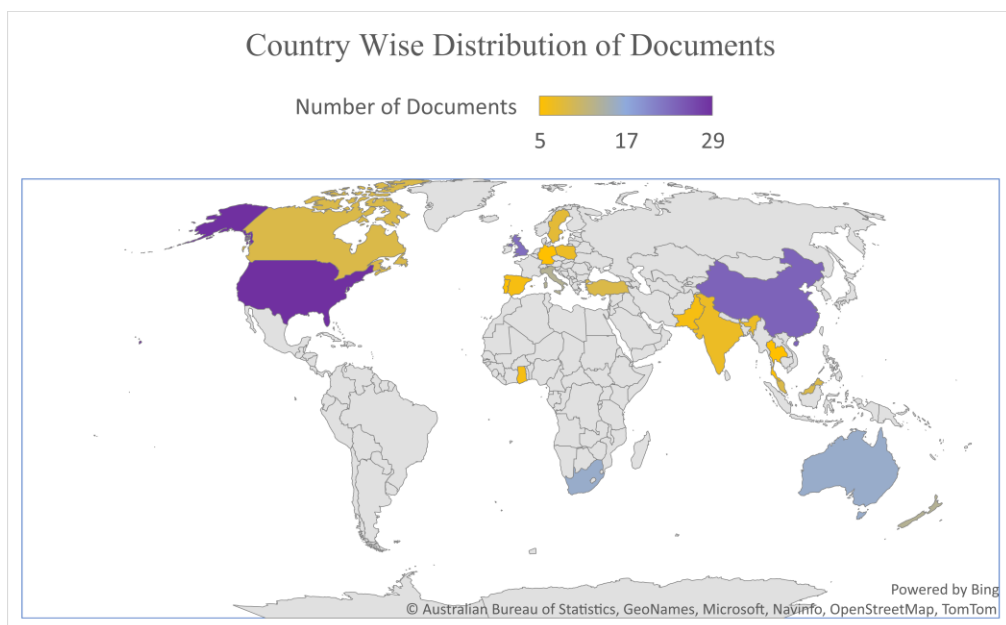 Country Wise Distribution of Documents
Number of Documents
5 17 29
Powered by Bing
© Australian Bureau of Statistics, GeoNames, Microsoft, Navinfo, OpenStreetMap, TomTom